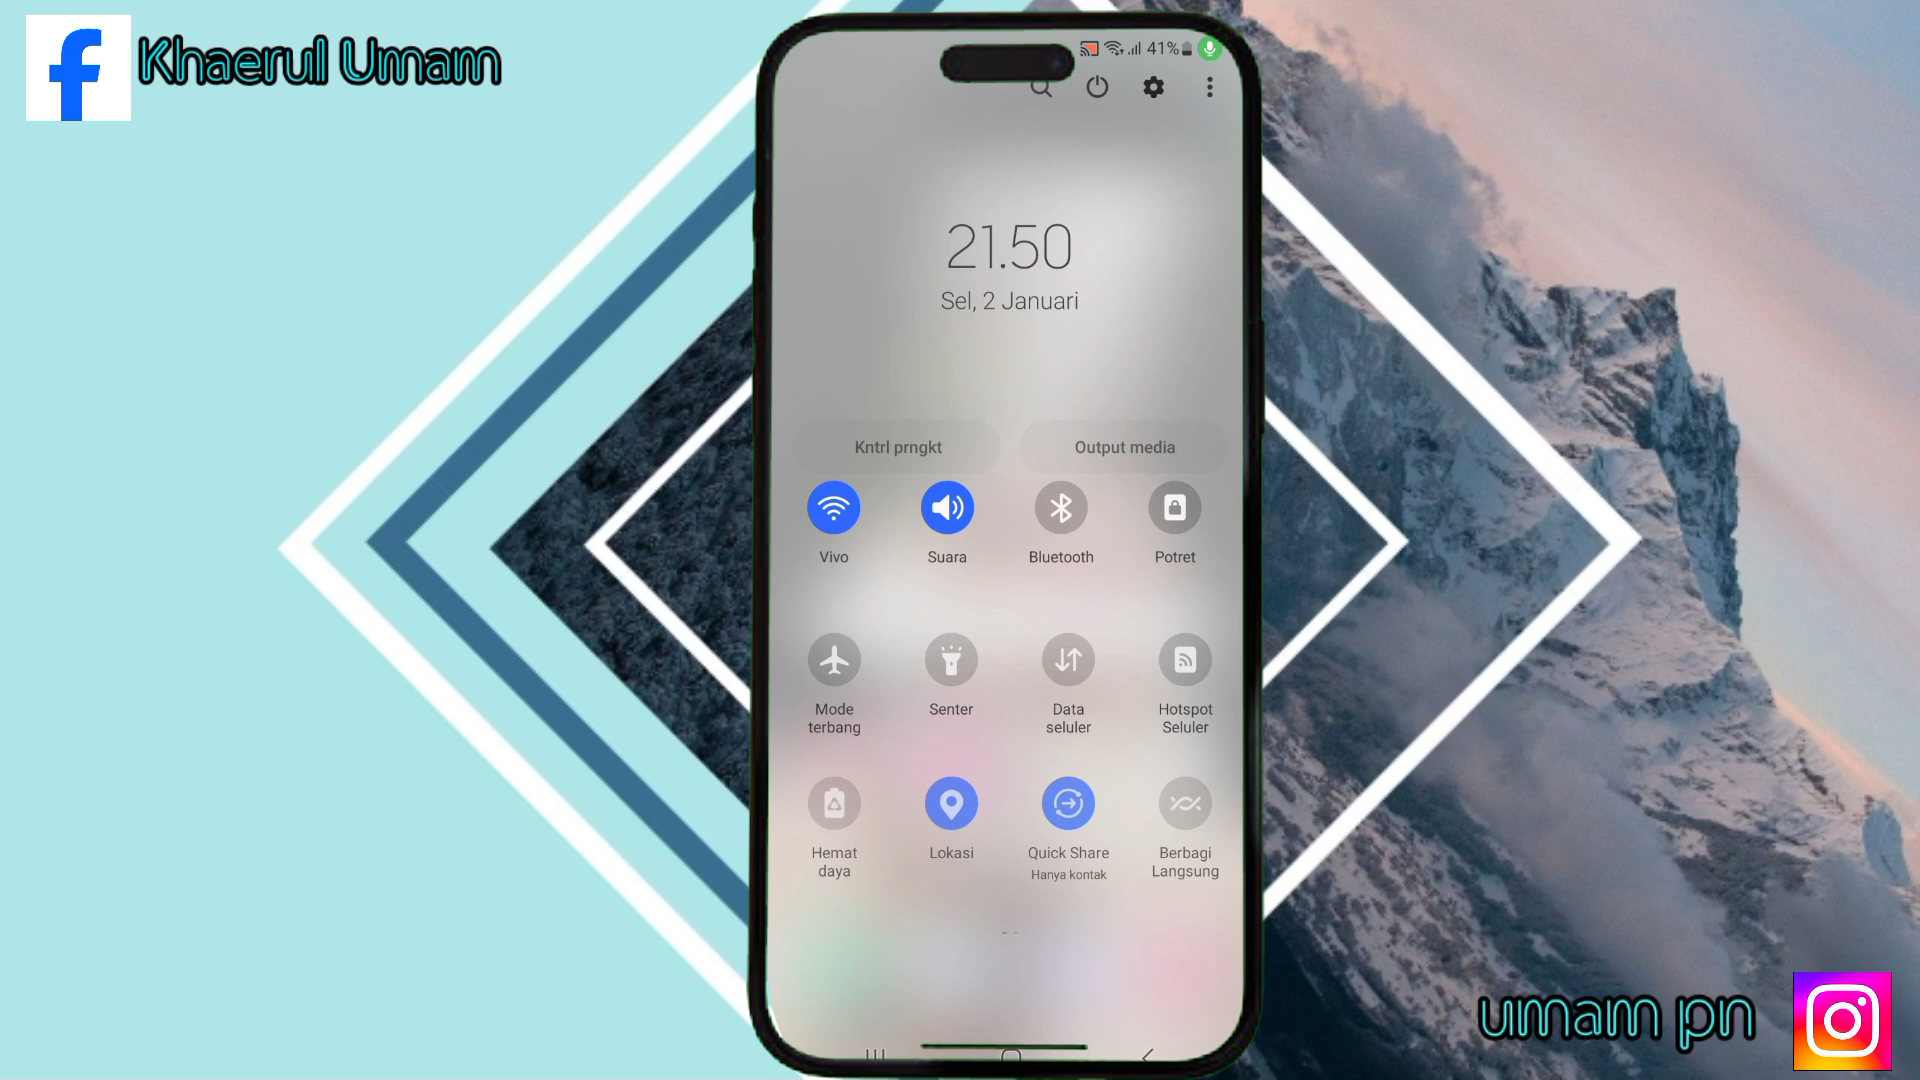 Khaerul Umam
41%
21.50
Sel, 2 Januari
Kntrl prngkt
Output media
Vivo
Suara
Bluetooth
Potret
Mode
terbang
Senter
Data
seluler
Hotspot
Seluler
Hemat
daya
Lokasi
Quick Share
Hanya kontak
Berbagi
Langsung
umam pn